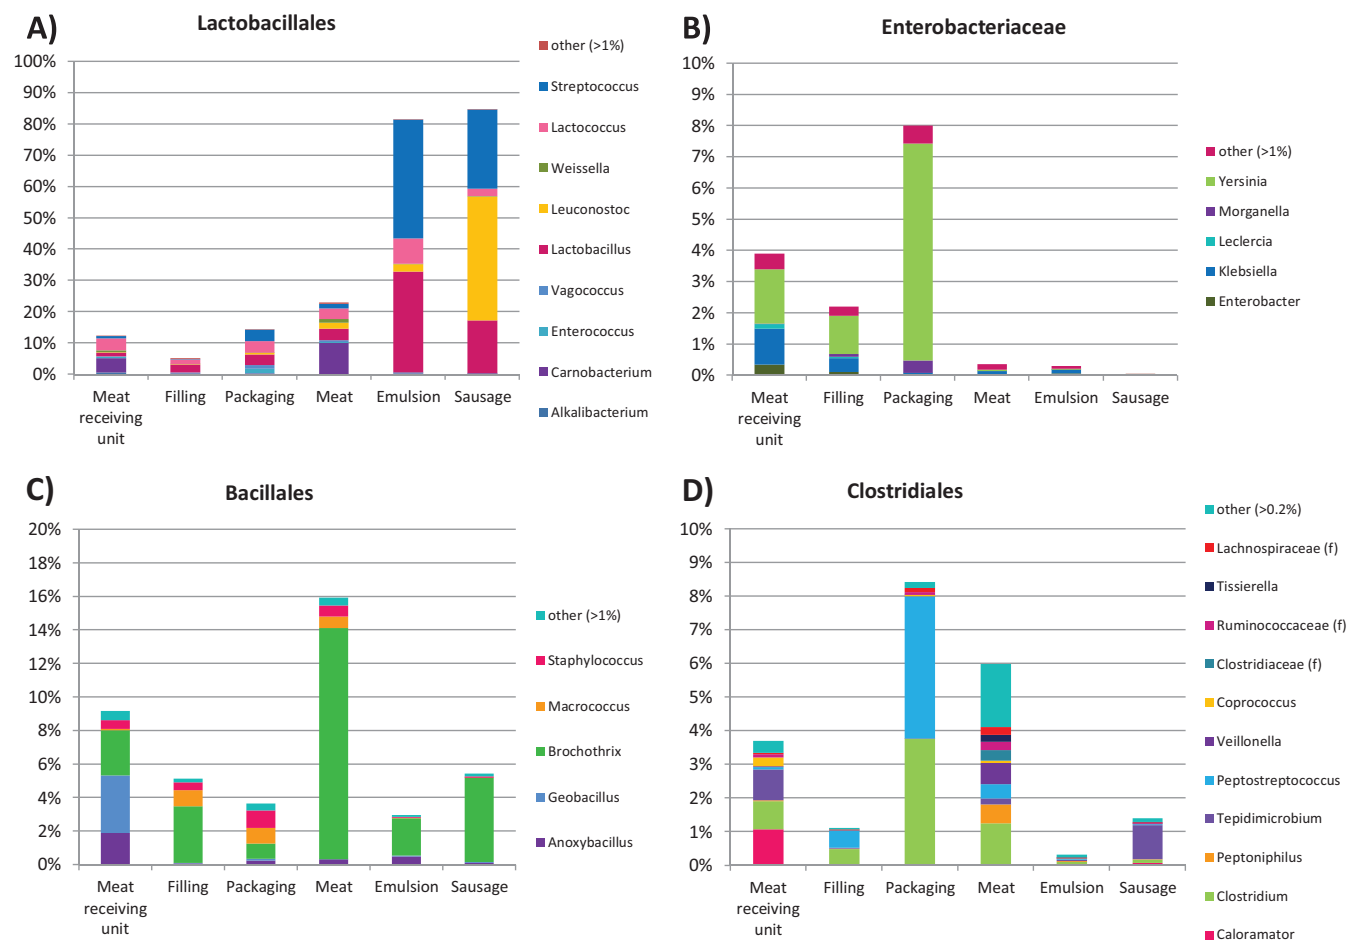 A)
Lactobacillales
100%
90%
80%
70%
60%
50%
40%
30%
20%
10%
0%
Meat
receiving
unit
Filling
Packaging
Meat
Emulsion
Sausage
other (>1%)
Streptococcus
Lactococcus
Weissella
Leuconostoc
Lactobacillus
Vagococcus
Enterococcus
Carnobacterium
Alkalibacterium
B)
Enterobacteriaceae
10%
9%
8%
7%
6%
5%
4%
3%
2%
1%
0%
Meat
receiving
unit
Filling
Packaging
Meat
Emulsion
Sausage
other (>1%)
Yersinia
Morganella
Leclercia
Klebsiella
Enterobacter
C)
Bacillales
20%
18%
16%
14%
12%
10%
8%
6%
4%
2%
0%
Meat
receiving
unit
Filling
Packaging
Meat
Emulsion
Sausage
other (>1%)
Staphylococcus
Macrococcus
Brochothrix
Geobacillus
Anoxybacillus
D)
Clostridiales
10%
9%
8%
7%
6%
5%
4%
3%
2%
1%
0%
Meat
receiving
unit
Filling
Packaging
Meat
Emulsion
Sausage
other (>0.2%)
Lachnospiraceae (f)
Tissierella
Ruminococcaceae (f)
Clostridiaceae (f)
Coprococcus
Veillonella
Peptostreptococcus
Tepidimicrobium
Peptoniphilus
Clostridium
Caloramator